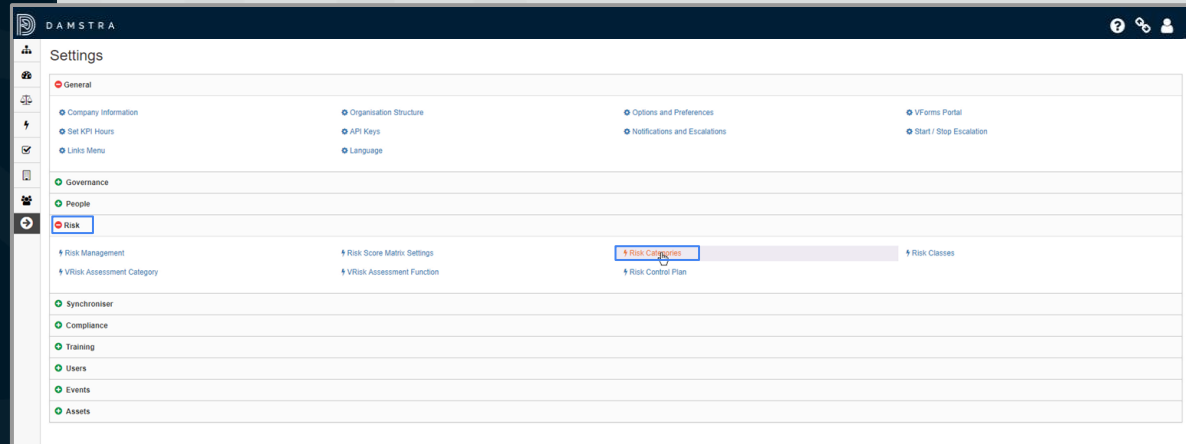 DAMSTRA
Settings
General
Company Information Organisation Structure Options and Preferences VForms Portal
Set KPI Hours API Keys Notifications and Escalations Start / Stop Escalation
Links Menu Language
Governance
People
Risk
Risk Management Risk Score Matrix Settings Risk Categories Risk Classes
VRisk Assessment Category VRisk Assessment Function Risk Control Plan
Synchroniser
Compliance
Training
Users
Events
Assets